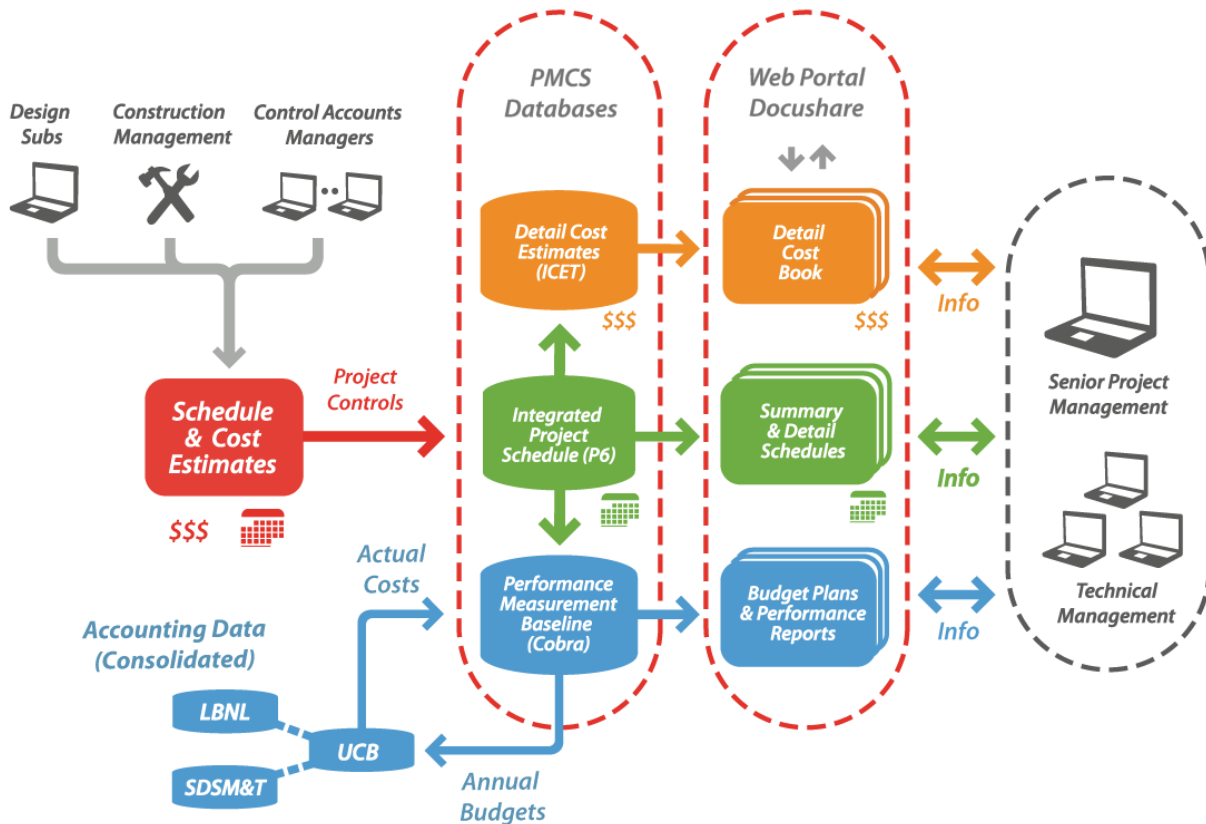 PMCS
Databases
Web Portal
Docushare
Design
Subs
Construction
Management
Control Accounts
Managers
Detail Cost
Estimates
(ICET)
$$$
Detail
Cost
Book
$$$
Info
Schedule
& Cost
Estimates
$$$
Project
Controls
Integrated
Project
Schedule (P6)
Summary
& Detail
Schedules
Info
Senior Project
Management
Technical
Management
Actual
Costs
Performance
Measurement
Baseline
(Cobra)
Budget Plans
& Performance
Reports
Info
Accounting Data
(Consolidated)
LBNL
UCB
SDSM&T
Annual
Budgets